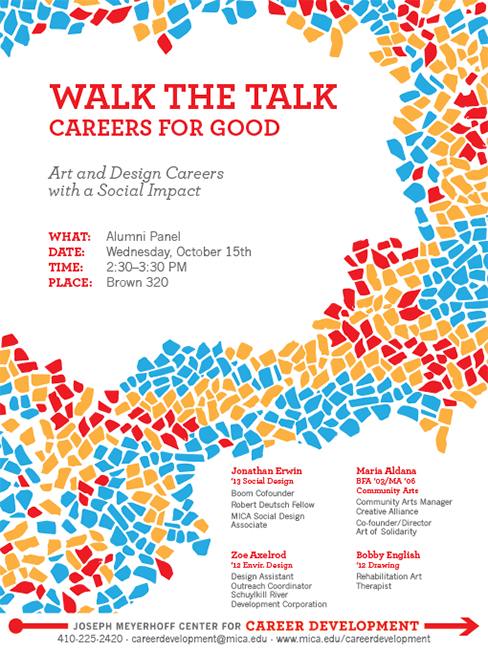 WALK THE TALK
CAREERS FOR GOOD
Art and Design Careers
with a Social Impact
WHAT: Alumni Panel
DATE: Wednesday, October 15th
TIME: 2:30–3:30 PM
PLACE: Brown 320
Jonathan Erwin
'13 Social Design
Boom Cofounder
Robert Deutsch Fellow
MICA Social Design
Associate
Maria Aldana
BFA '03/MA '06
Community Arts
Community Arts Manager
Creative Alliance
Co-founder/Director
Art of Solidarity
Zoe Axelrod
'12 Envir. Design
Design Assistant
Outreach Coordinator
Schuylkill River
Development Corporation
Bobby English
'12 Drawing
Rehabilitation Art
Therapist
JOSEPH MEYERHOFF CENTER FOR CAREER DEVELOPMENT
410-225-2420 · careerdevelopment@mica.edu · www.mica.edu/careerdevelopment